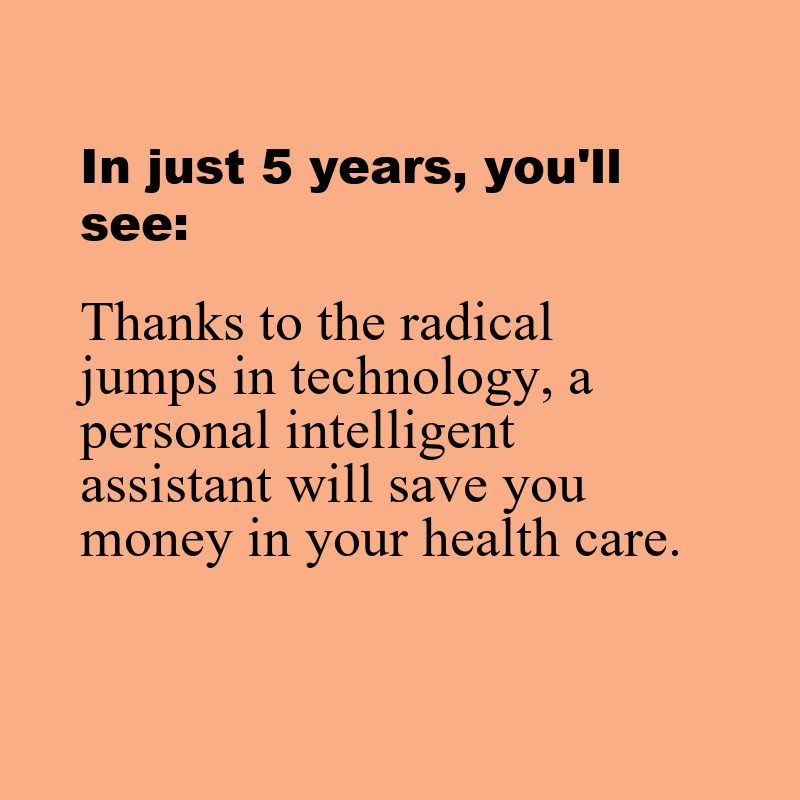 In just 5 years, you'll
see:
Thanks to the radical
jumps in technology, a
personal intelligent
assistant will save you
money in your health care.